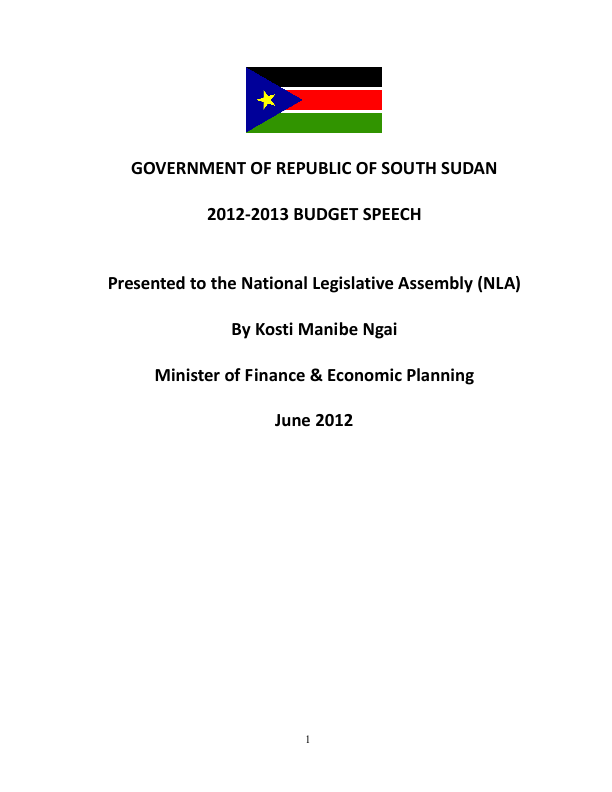 GOVERNMENT OF REPUBLIC OF SOUTH SUDAN
2012-2013 BUDGET SPEECH
Presented to the National Legislative Assembly (NLA)
By Kosti Manibe Ngai
Minister of Finance & Economic Planning
June 2012
1